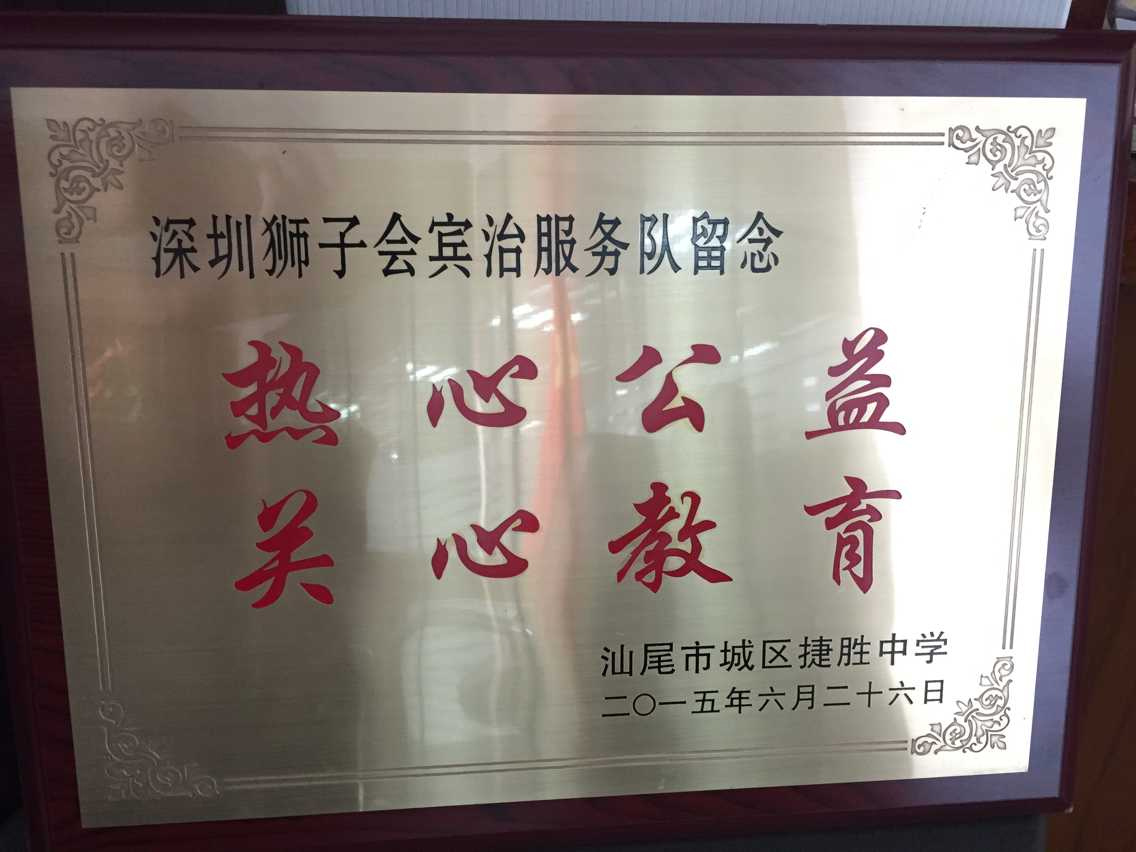 深圳狮子会宾治服务队留念
热心公益
关心教育
汕尾市城区捷胜中学
二〇一五年六月二十六日